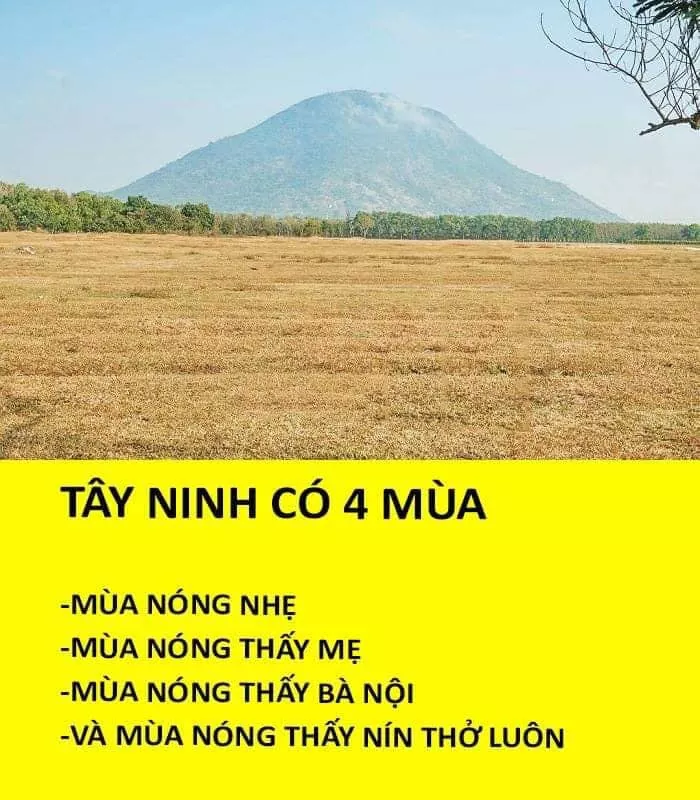 TÂY NINH CÓ 4 MÙA
-MÙA NÓNG NHẸ
-MÙA NÓNG THẤY MẸ
-MÙA NÓNG THẤY BÀ NỘI
-VÀ MÙA NÓNG THẤY NÍN THỞ LUÔN